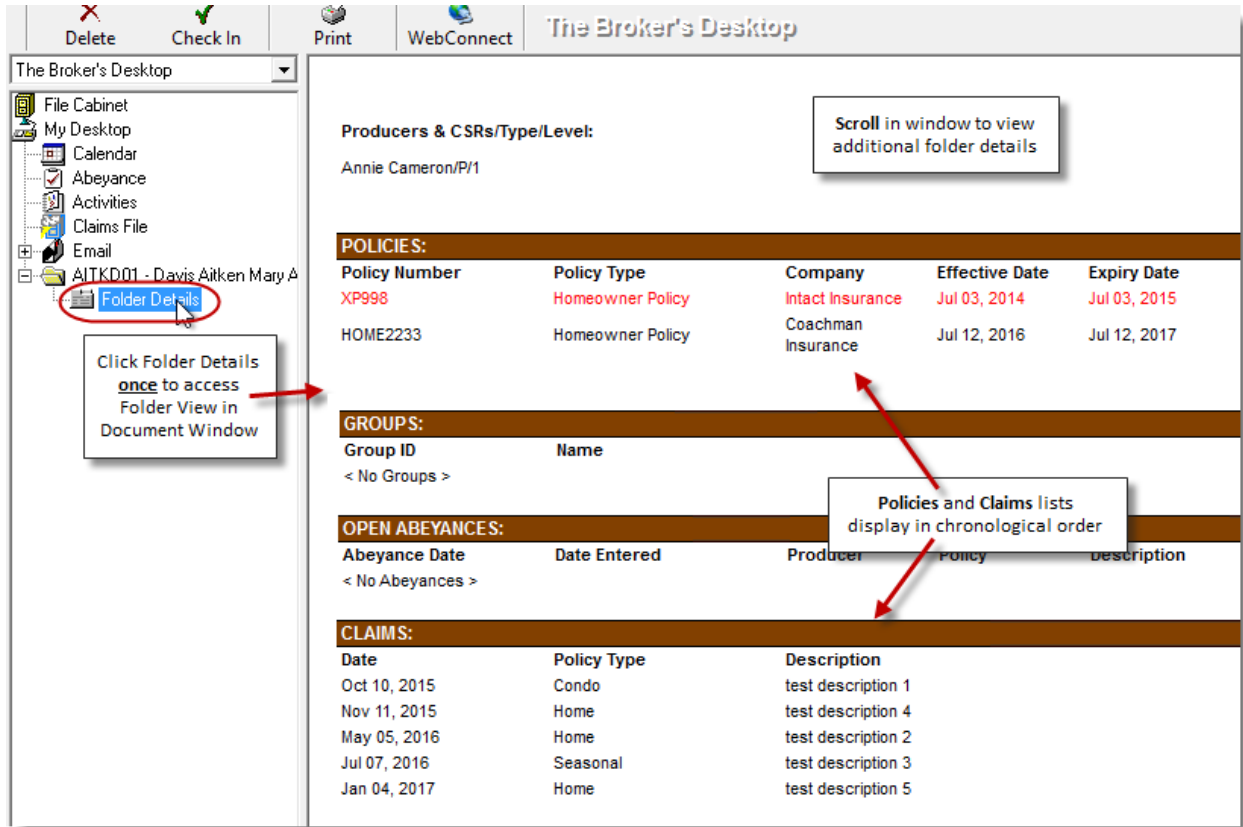 Delete
Check In
Print
WebConnect
The Broker's Desktop
The Broker's Desktop
File Cabinet
My Desktop
Calendar
Abeyance
Activities
Claims File
Email
AITKD01 - Davis Aitken Mary A
Folder Details
Click Folder Details
once to access
Folder View in
Document Window
Producers & CSRs/Type/Level:
Annie Cameron/P/1
Scroll in window to view
additional folder details
POLICIES:
Policy Number Policy Type Company Effective Date Expiry Date
XP998 Homeowner Policy Intact Insurance Jul 03, 2014 Jul 03, 2015
HOME2233 Homeowner Policy Coachman Insurance Jul 12, 2016 Jul 12, 2017
GROUPS:
Group ID Name
< No Groups >
Policies and Claims lists
display in chronological order
OPEN ABEYANCES:
Abeyance Date Date Entered Producer Policy Description
< No Abeyances >
CLAIMS:
Date Policy Type Description
Oct 10, 2015 Condo test description 1
Nov 11, 2015 Home test description 4
May 05, 2016 Home test description 2
Jul 07, 2016 Seasonal test description 3
Jan 04, 2017 Home test description 5